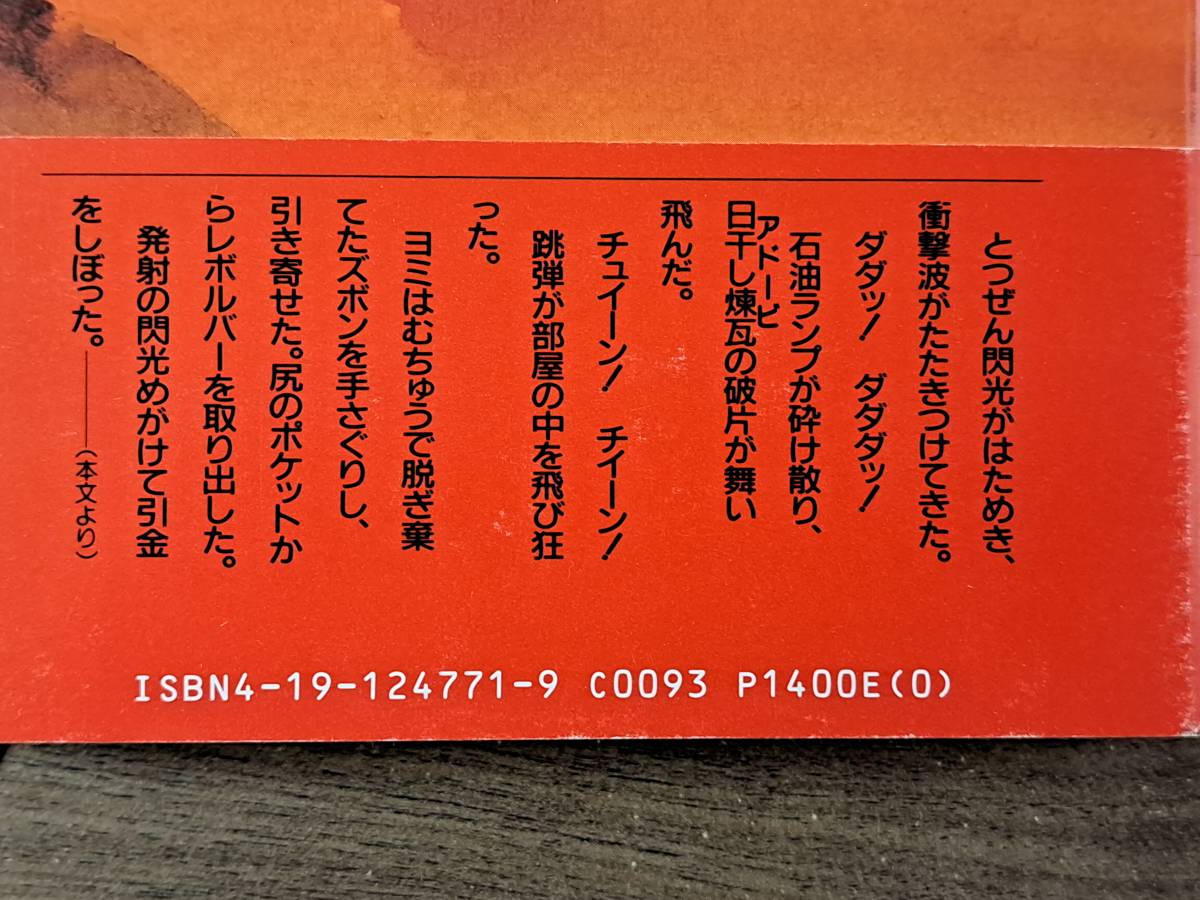 とつぜん閃光がはためき、
衝撃波がたたきつけてきた。
ダダッ! ダダダッ!
石油ランプが砕け散り、
アドービ
日干し煉瓦の破片が舞い
飛んだ。
チュイーン! チイーン!
跳弾が部屋の中を飛び狂
った。
ヨミはむちゅうで脱ぎ棄
てたズボンを手さぐりし、
引き寄せた。尻のポケットか
らレボルバーを取り出した。
発射の閃光めがけて引金
をしぼった。――(本文より)
ISBN4-19-124771-9 C0093 P1400E(0)